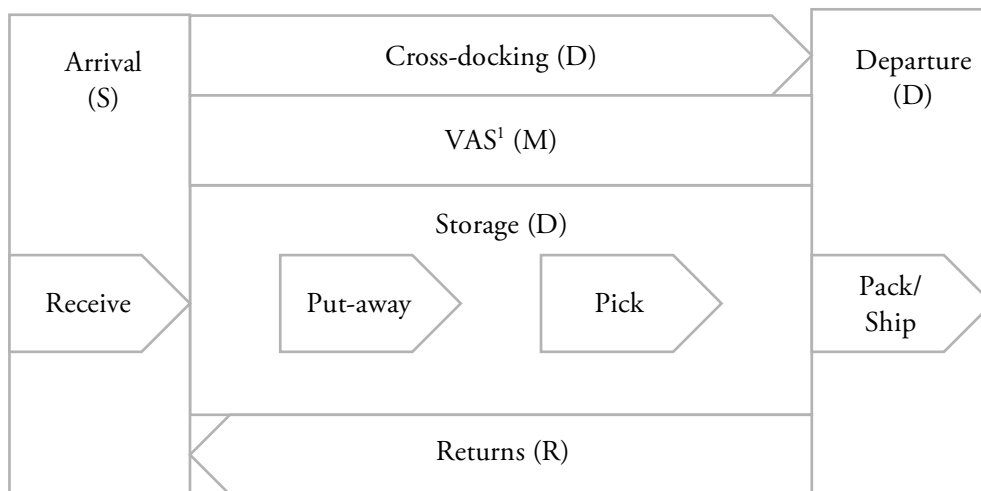 Arrival
(S)
Cross-docking (D)
Departure
(D)
VAS¹ (M)
Storage (D)
Receive
Put-away
Pick
Pack/
Ship
Returns (R)